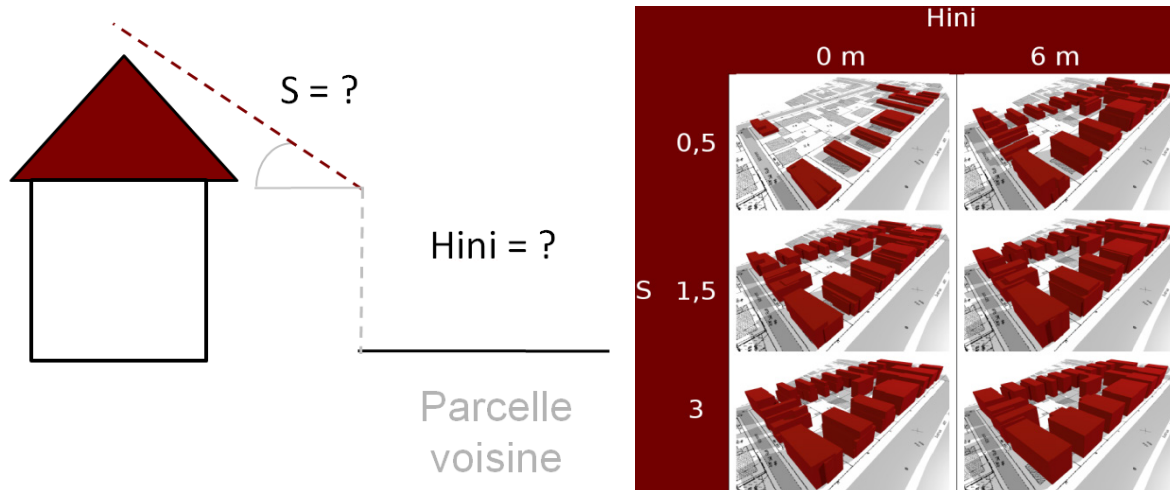 S = ?
Hini = ?
Parcelle
voisine
Hini
0 m 6 m
0,5
S 1,5
3